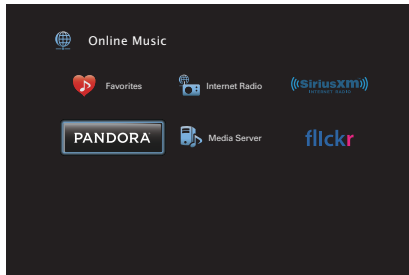 Online Music
Favorites
Internet Radio
((SiriusXM))
INTERNET RADIO
PANDORA
Media Server
flickr